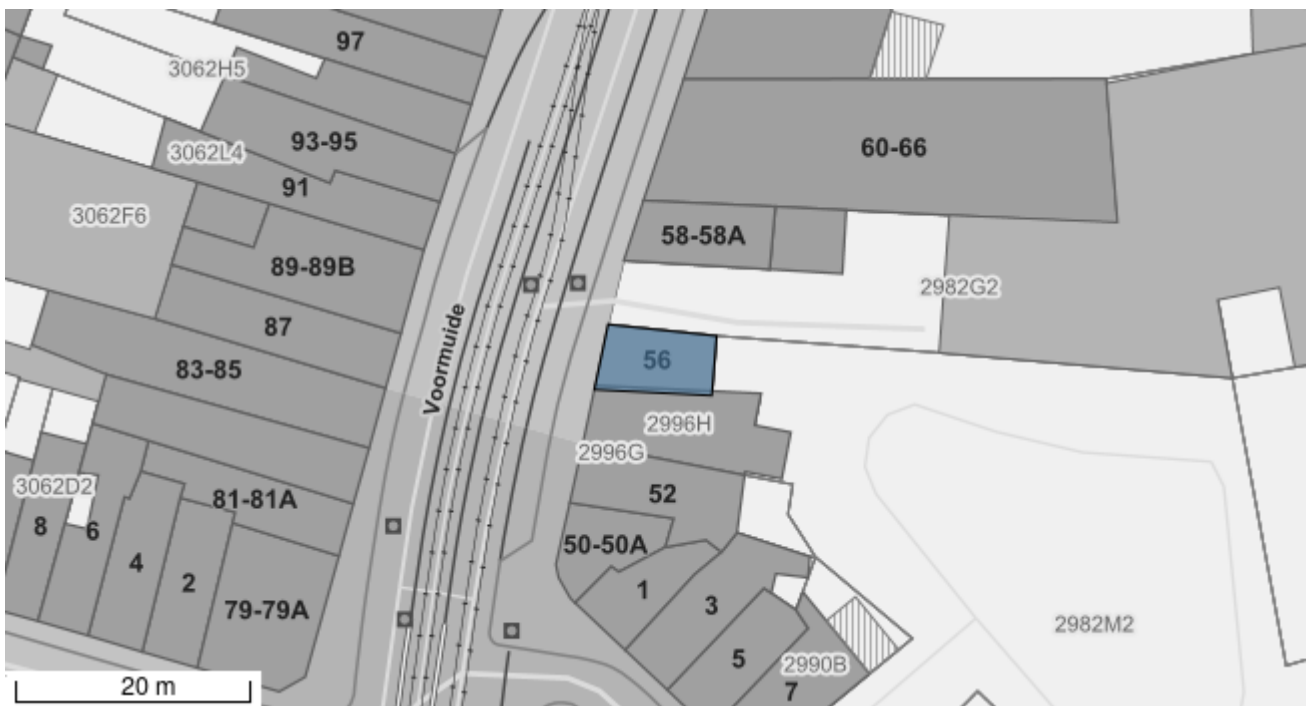 97
3062H5
93-95
60-66
3062L4
91
3062F6
58-58A
89-89B
2982G2
87
Voormuide
56
83-85
2996H
2996G
3062D2
81-81A
52
8
6
4
2
50-50A
79-79A
1
3
5
2990B
7
2982M2
20 m